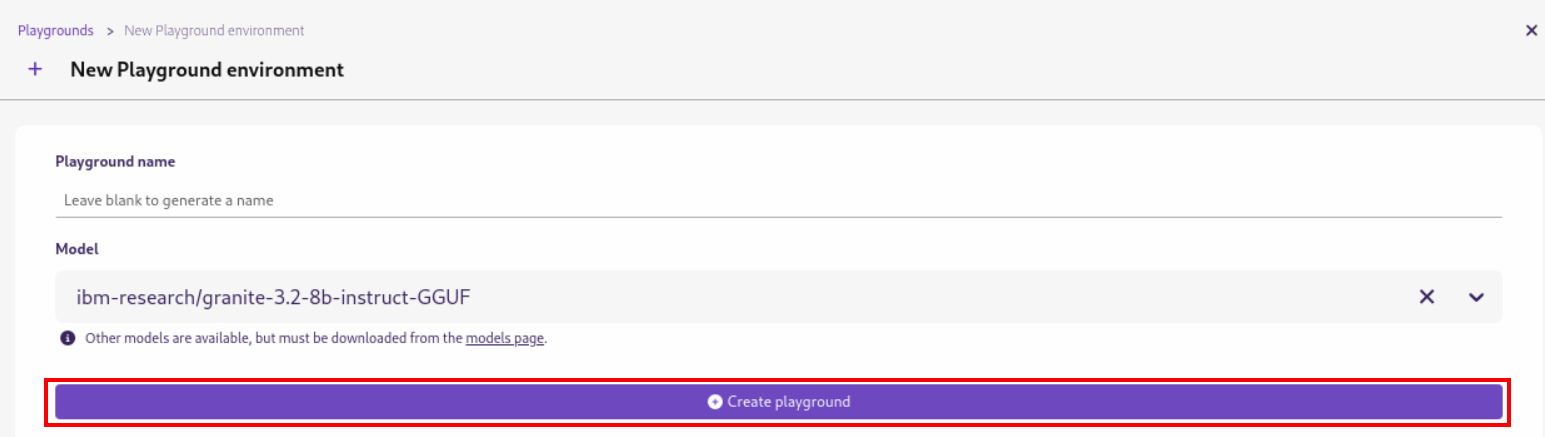 Playgrounds > New Playground environment
New Playground environment
Playground name
Leave blank to generate a name
Model
ibm-research/granite-3.2-8b-instruct-GGUF
Other models are available, but must be downloaded from the models page.
Create playground